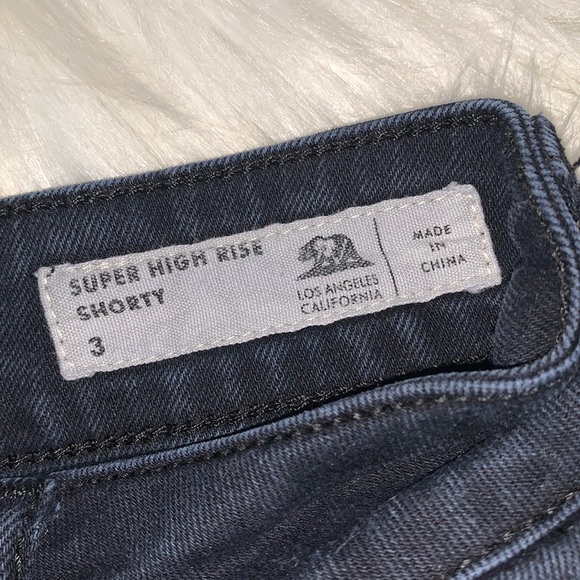 SUPER HIGH RISE
SHORTY
3
LOS ANGELES
CALIFORNIA
MADE
IN
CHINA